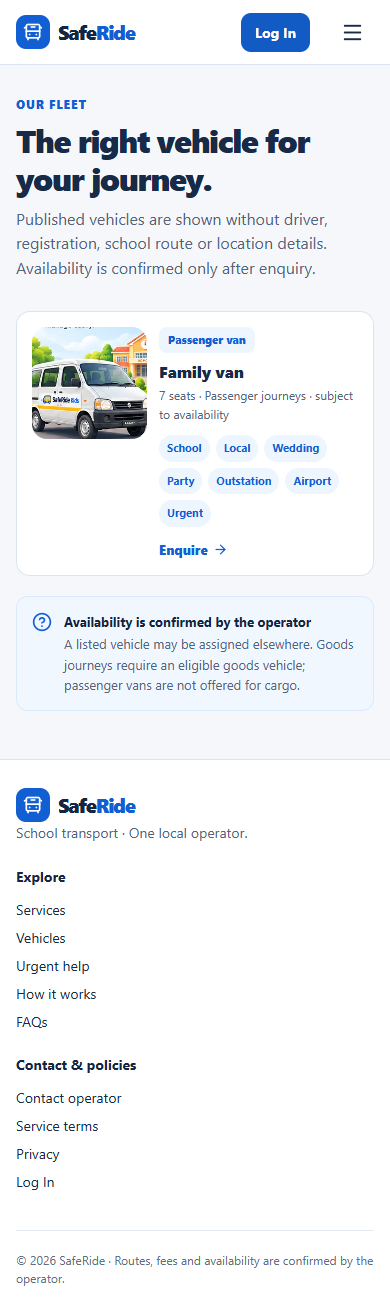 SafeRide
Log In
OUR FLEET
The right vehicle for
your journey.
Published vehicles are shown without driver,
registration, school route or location details.
Availability is confirmed only after enquiry.
SafeRide Kids
Passenger van
Family van
7 seats · Passenger journeys · subject
to availability
School
Local
Wedding
Party
Outstation
Airport
Urgent
Enquire →
Availability is confirmed by the operator
A listed vehicle may be assigned elsewhere. Goods
journeys require an eligible goods vehicle;
passenger vans are not offered for cargo.
SafeRide
School transport · One local operator.
Explore
Services
Vehicles
Urgent help
How it works
FAQs
Contact & policies
Contact operator
Service terms
Privacy
Log In
© 2026 SafeRide · Routes, fees and availability are confirmed by the
operator.